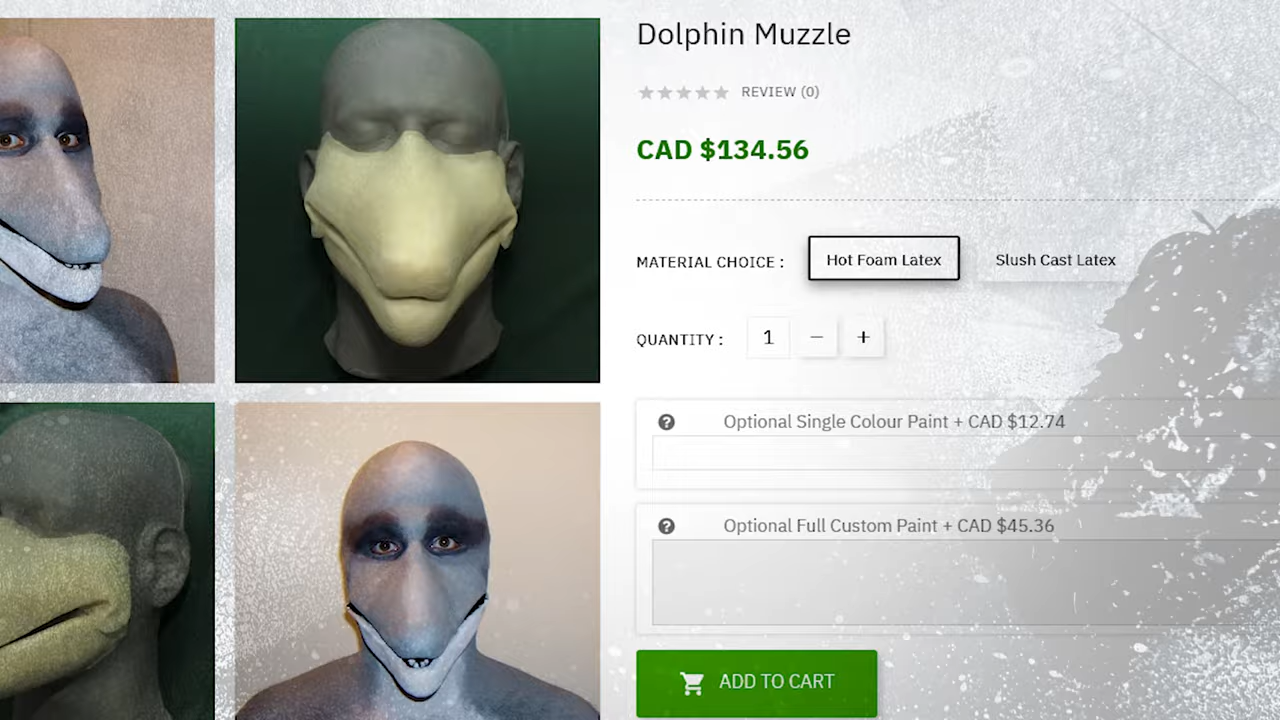 Dolphin Muzzle
REVIEW (0)
CAD $134.56
MATERIAL CHOICE : Hot Foam Latex Slush Cast Latex
QUANTITY : 1 − +
? Optional Single Colour Paint + CAD $12.74
? Optional Full Custom Paint + CAD $45.36
ADD TO CART